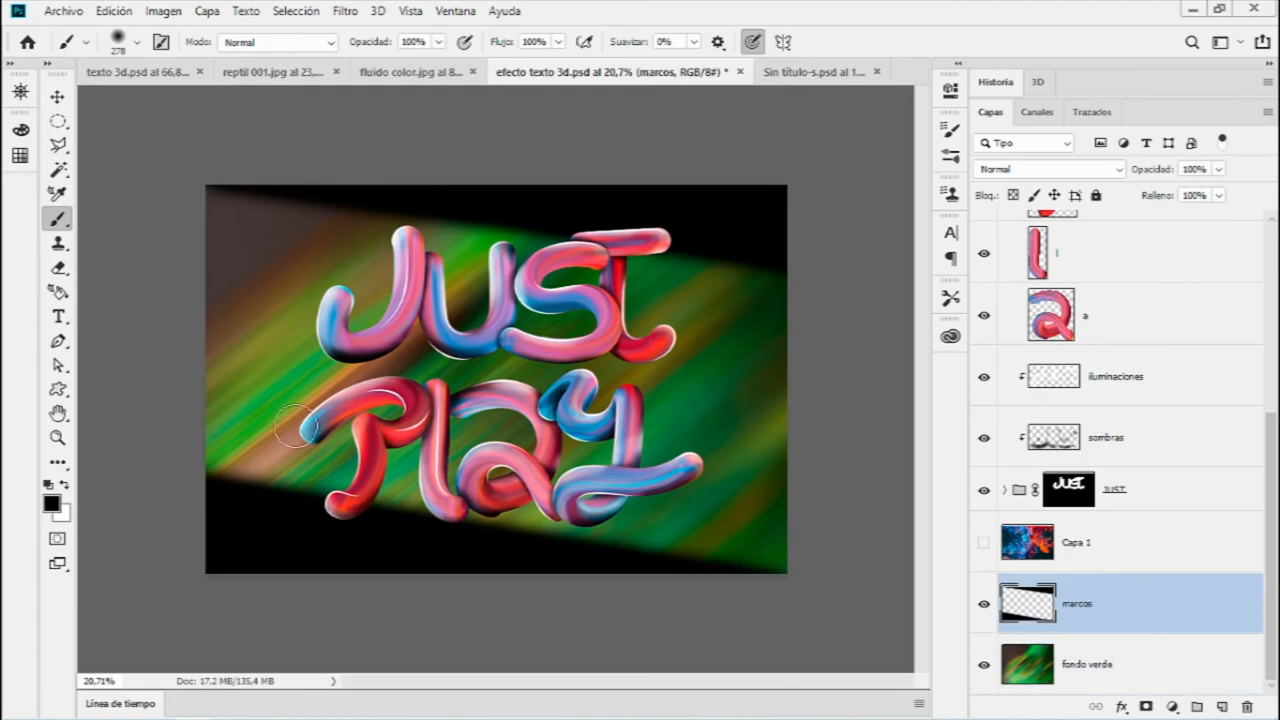 Ps Archivo Edición Imagen Capa Texto Selección Filtro 3D Vista Ventana Ayuda
278 Modo: Normal Opacidad: 100% Flujo: 100% Suavizar: 0%
texto 3d.psd al 66,8... × reptil 001.jpg al 23,... × fluido color.jpg al 8... × efecto texto 3d.psd al 20,7% (marcos, RGB/8#) * × Sin título-s.psd al 1... ×
Historia 3D
Capas Canales Trazados
Tipo
Normal Opacidad: 100%
Bloq.: Relleno: 100%
JUST
PlAy
l
a
iluminaciones
sombras
JUST JUST
Capa 1
marcos
fondo verde
20,71% Doc: 17,2 MB/135,4 MB
Línea de tiempo